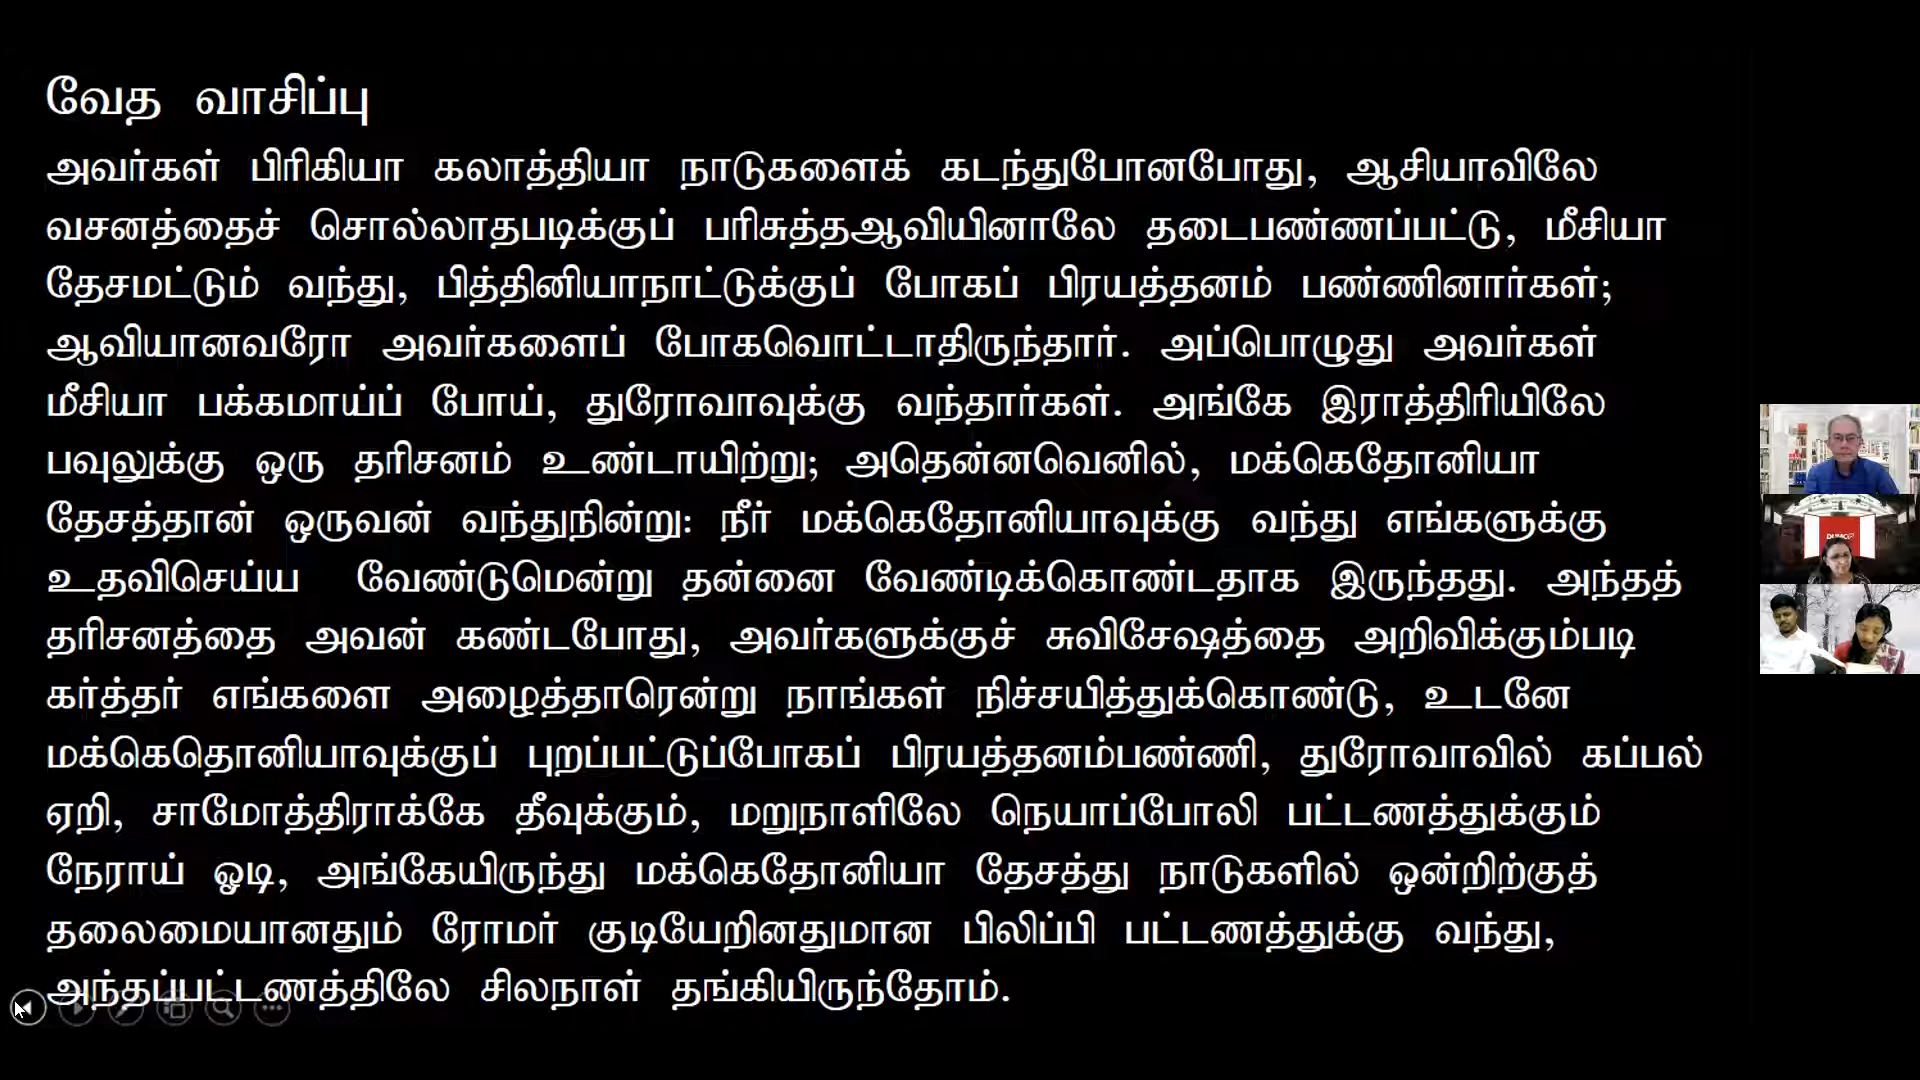 வேத வாசிப்பு
அவர்கள் பிரிகியா கலாத்தியா நாடுகளைக் கடந்துபோனபோது, ஆசியாவிலே
வசனத்தைச் சொல்லாதபடிக்குப் பரிசுத்தஆவியினாலே தடைபண்ணப்பட்டு, மீசியா
தேசமட்டும் வந்து, பித்தினியாநாட்டுக்குப் போகப் பிரயத்தனம் பண்ணினார்கள்;
ஆவியானவரோ அவர்களைப் போகவொட்டாதிருந்தார். அப்பொழுது அவர்கள்
மீசியா பக்கமாய்ப் போய், துரோவாவுக்கு வந்தார்கள். அங்கே இராத்திரியிலே
பவுலுக்கு ஒரு தரிசனம் உண்டாயிற்று; அதென்னவெனில், மக்கெதோனியா
தேசத்தான் ஒருவன் வந்துநின்று: நீர் மக்கெதோனியாவுக்கு வந்து எங்களுக்கு
உதவிசெய்ய வேண்டுமென்று தன்னை வேண்டிக்கொண்டதாக இருந்தது. அந்தத்
தரிசனத்தை அவன் கண்டபோது, அவர்களுக்குச் சுவிசேஷத்தை அறிவிக்கும்படி
கர்த்தர் எங்களை அழைத்தாரென்று நாங்கள் நிச்சயித்துக்கொண்டு, உடனே
மக்கெதொனியாவுக்குப் புறப்பட்டுப்போகப் பிரயத்தனம்பண்ணி, துரோவாவில் கப்பல்
ஏறி, சாமோத்திராக்கே தீவுக்கும், மறுநாளிலே நெயாப்போலி பட்டணத்துக்கும்
நேராய் ஓடி, அங்கேயிருந்து மக்கெதோனியா தேசத்து நாடுகளில் ஒன்றிற்குத்
தலைமையானதும் ரோமர் குடியேறினதுமான பிலிப்பி பட்டணத்துக்கு வந்து,
அந்தப்பட்டணத்திலே சிலநாள் தங்கியிருந்தோம்.